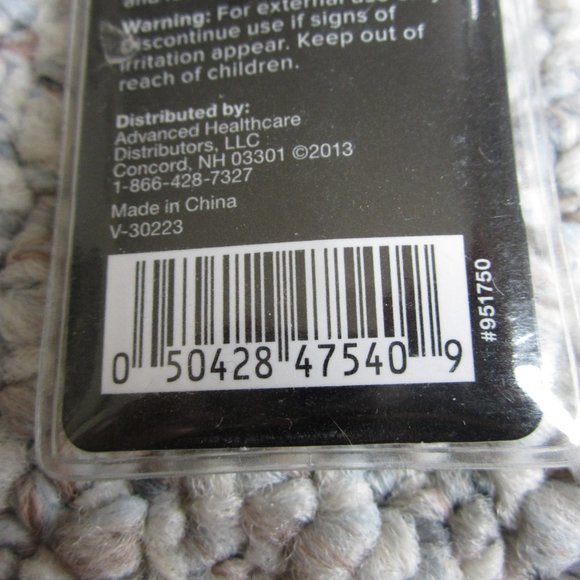 Warning: For external use only
Discontinue use if signs of
irritation appear. Keep out of
reach of children.
Distributed by:
Advanced Healthcare
Distributors, LLC
Concord, NH 03301 ©2013
1-866-428-7327
Made in China
V-30223
0 50428 47540 9
#951750